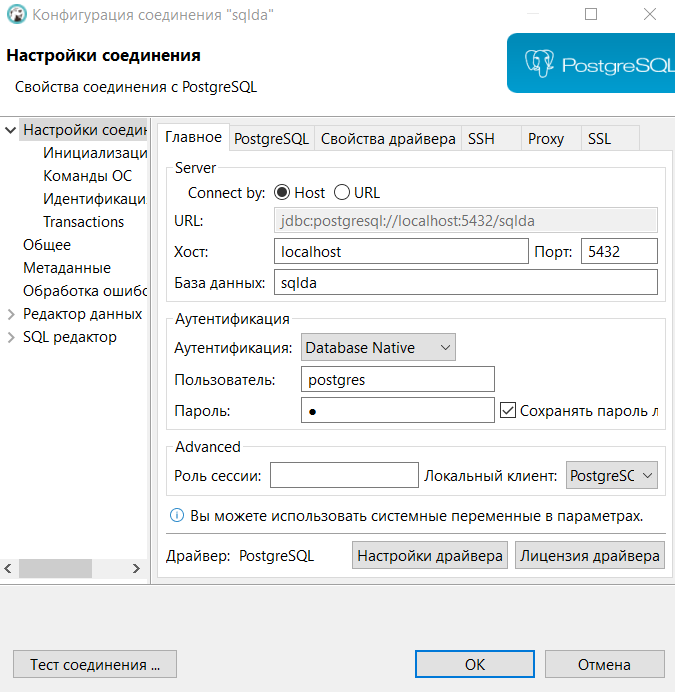 Конфигурация соединения "sqlda"
Настройки соединения
Свойства соединения с PostgreSQL
PostgreSQL
Настройки соедин
Инициализаци
Команды ОС
Идентификаци
Transactions
Общее
Метаданные
Обработка ошибо
Редактор данных
SQL редактор
Главное PostgreSQL Свойства драйвера SSH Proxy SSL
Server
Connect by: Host URL
URL: jdbc:postgresql://localhost:5432/sqlda
Хост: localhost Порт: 5432
База данных: sqlda
Аутентификация
Аутентификация: Database Native
Пользователь: postgres
Пароль: ● Сохранять пароль л
Advanced
Роль сессии: Локальный клиент: PostgreSC
Вы можете использовать системные переменные в параметрах.
Драйвер: PostgreSQL Настройки драйвера Лицензия драйвера
Тест соединения ... OK Отмена